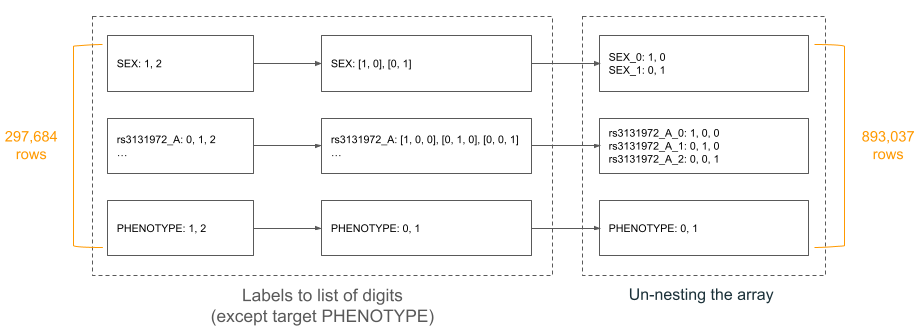 297,684
rows
SEX: 1, 2
SEX: [1, 0], [0, 1]
SEX_0: 1, 0
SEX_1: 0, 1
893,037
rows
rs3131972_A: 0, 1, 2
...
rs3131972_A: [1, 0, 0], [0, 1, 0], [0, 0, 1]
...
rs3131972_A_0: 1, 0, 0
rs3131972_A_1: 0, 1, 0
rs3131972_A_2: 0, 0, 1
PHENOTYPE: 1, 2
PHENOTYPE: 0, 1
PHENOTYPE: 0, 1
Labels to list of digits
(except target PHENOTYPE)
Un-nesting the array